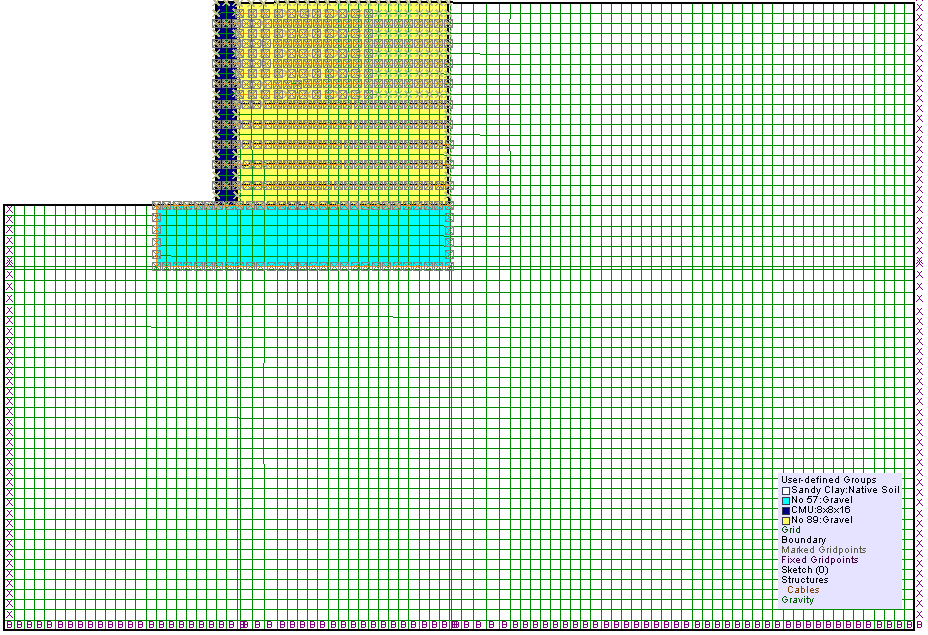 User-defined Groups
Sandy Clay:Native Soil
No 57:Gravel
CMU:8x8x16
No 89:Gravel
Grid
Boundary
Marked Gridpoints
Fixed Gridpoints
Sketch (0)
Structures
Cables
Gravity